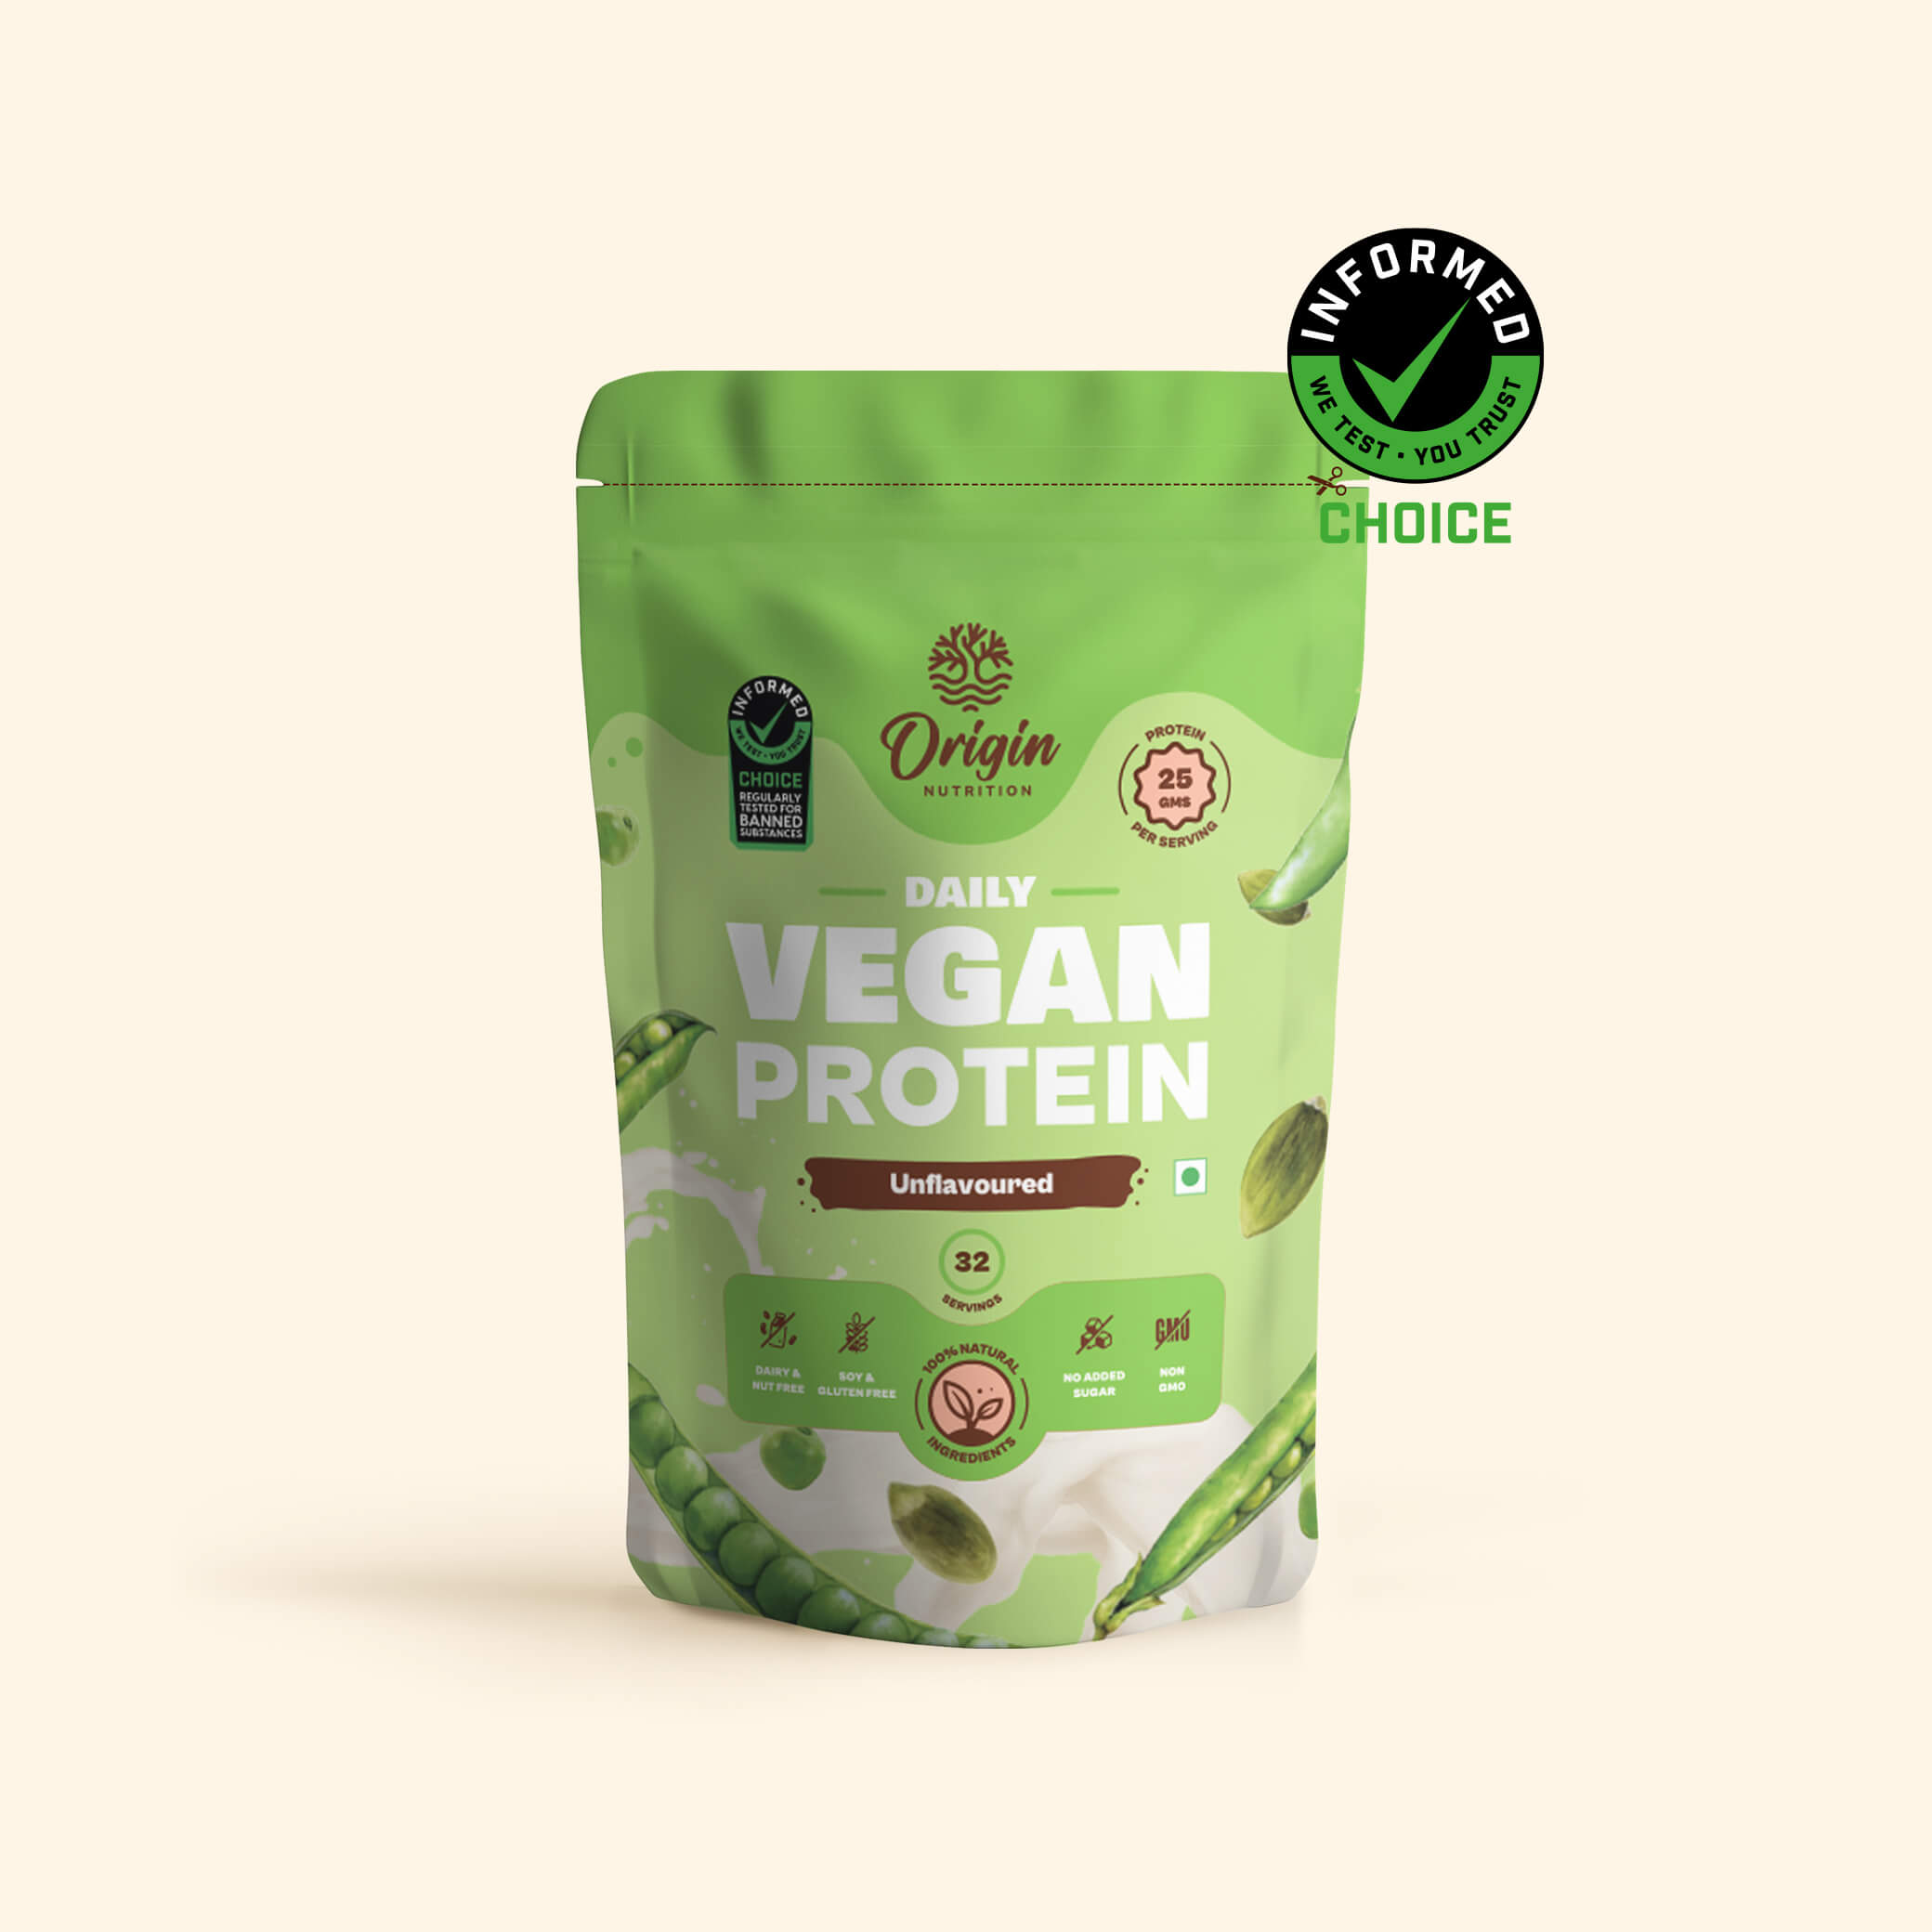 INFORMED
WE TEST · YOU TRUST
CHOICE
Origin
NUTRITION
INFORMED
WE TEST · YOU TRUST
CHOICE
REGULARLY
TESTED FOR
BANNED
SUBSTANCES
PROTEIN
25
GMS
PER SERVING
DAILY
VEGAN
PROTEIN
Unflavoured
32
SERVINGS
DAIRY &
NUT FREE
SOY &
GLUTEN FREE
100% NATURAL
INGREDIENTS
NO ADDED
SUGAR
GMO
NON
GMO